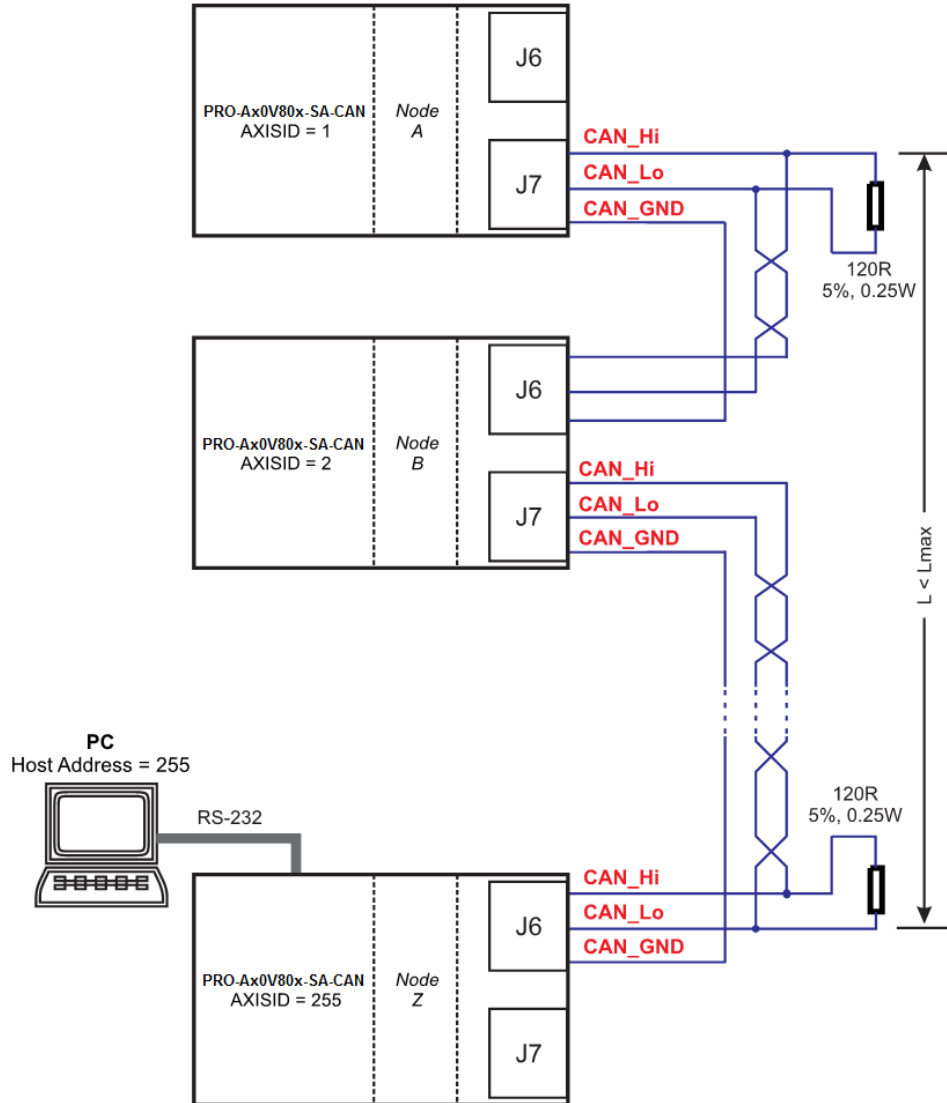 J6
PRO-Ax0V80x-SA-CAN
AXISID = 1
Node
A
CAN_Hi
J7
CAN_Lo
CAN_GND
120R
5%, 0.25W
J6
PRO-Ax0V80x-SA-CAN
AXISID = 2
Node
B
CAN_Hi
J7
CAN_Lo
CAN_GND
L < Lmax
PC
Host Address = 255
RS-232
120R
5%, 0.25W
CAN_Hi
J6
CAN_Lo
CAN_GND
PRO-Ax0V80x-SA-CAN
AXISID = 255
Node
Z
J7